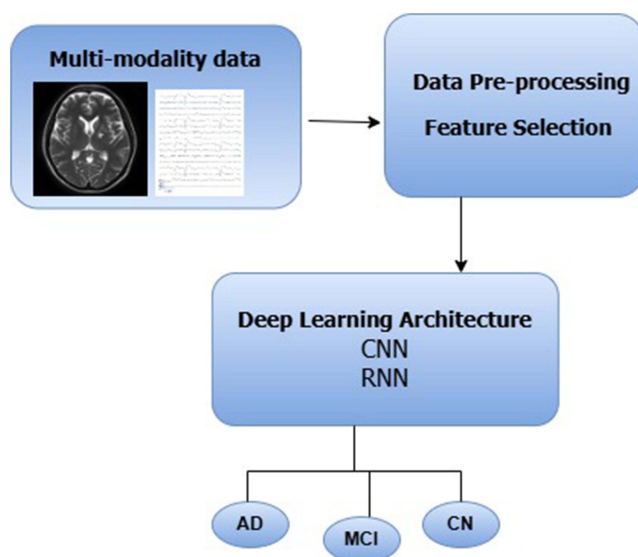 Multi-modality data
Data Pre-processing
Feature Selection
Deep Learning Architecture
CNN
RNN
AD
MCI
CN